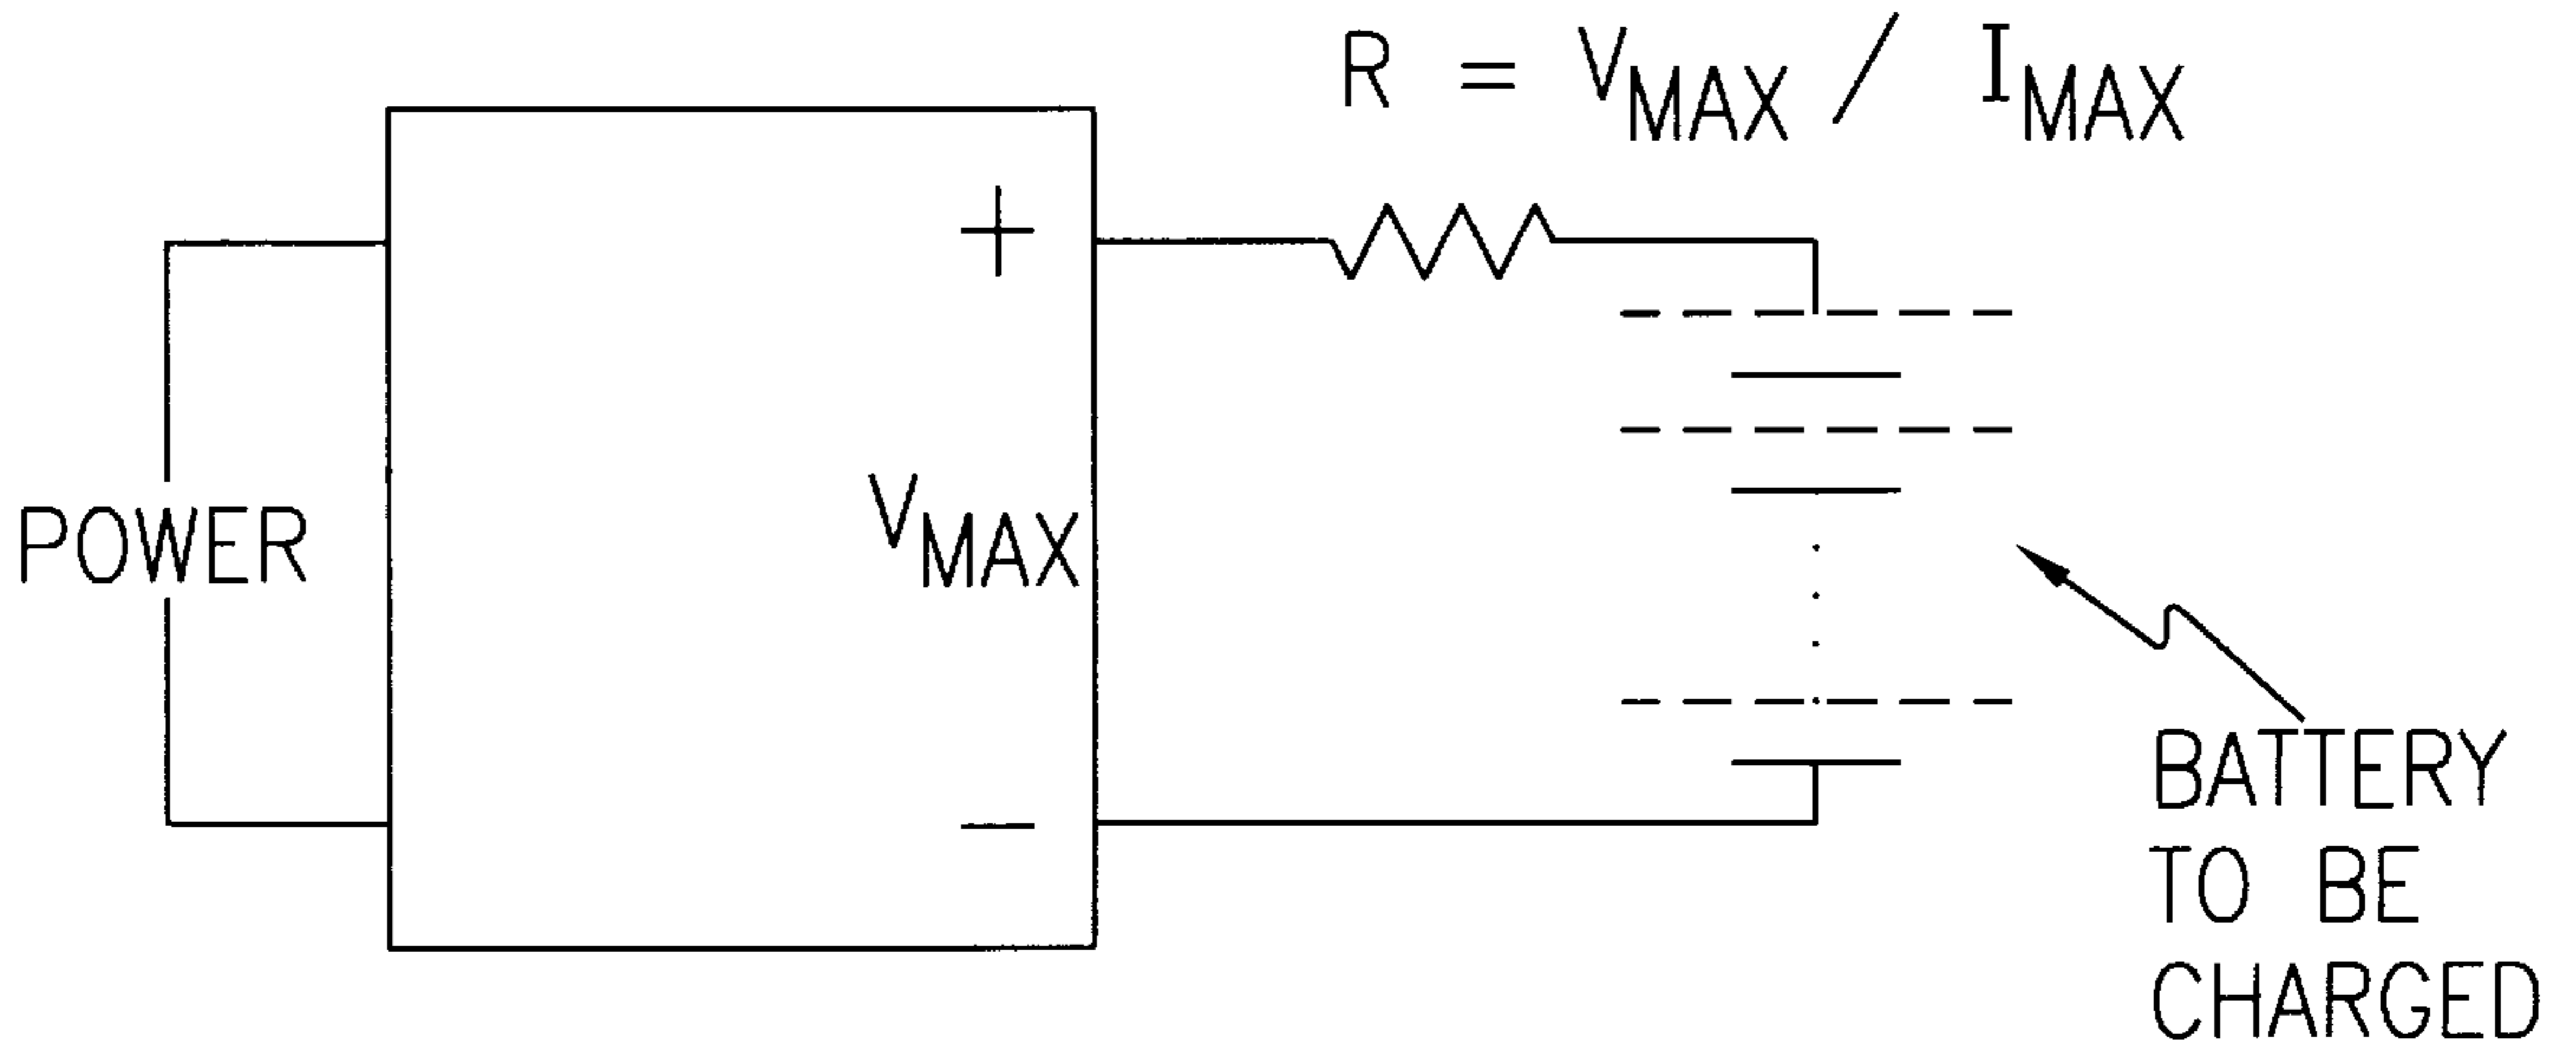 R = VMAX / IMAX
+
POWER
VMAX
−
BATTERY
TO BE
CHARGED